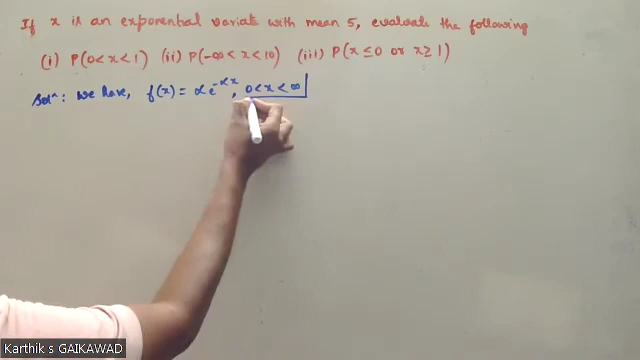 If x is an exponential variate with mean 5, evaluate the following
(i) P(0 < x < 1) (ii) P(-∞ < x < 10) (iii) P(x ≤ 0 or x ≥ 1)
Solⁿ: We have, f(x) = αe^{-αx}, 0 < x < ∞
Karthik s GAIKAWAD